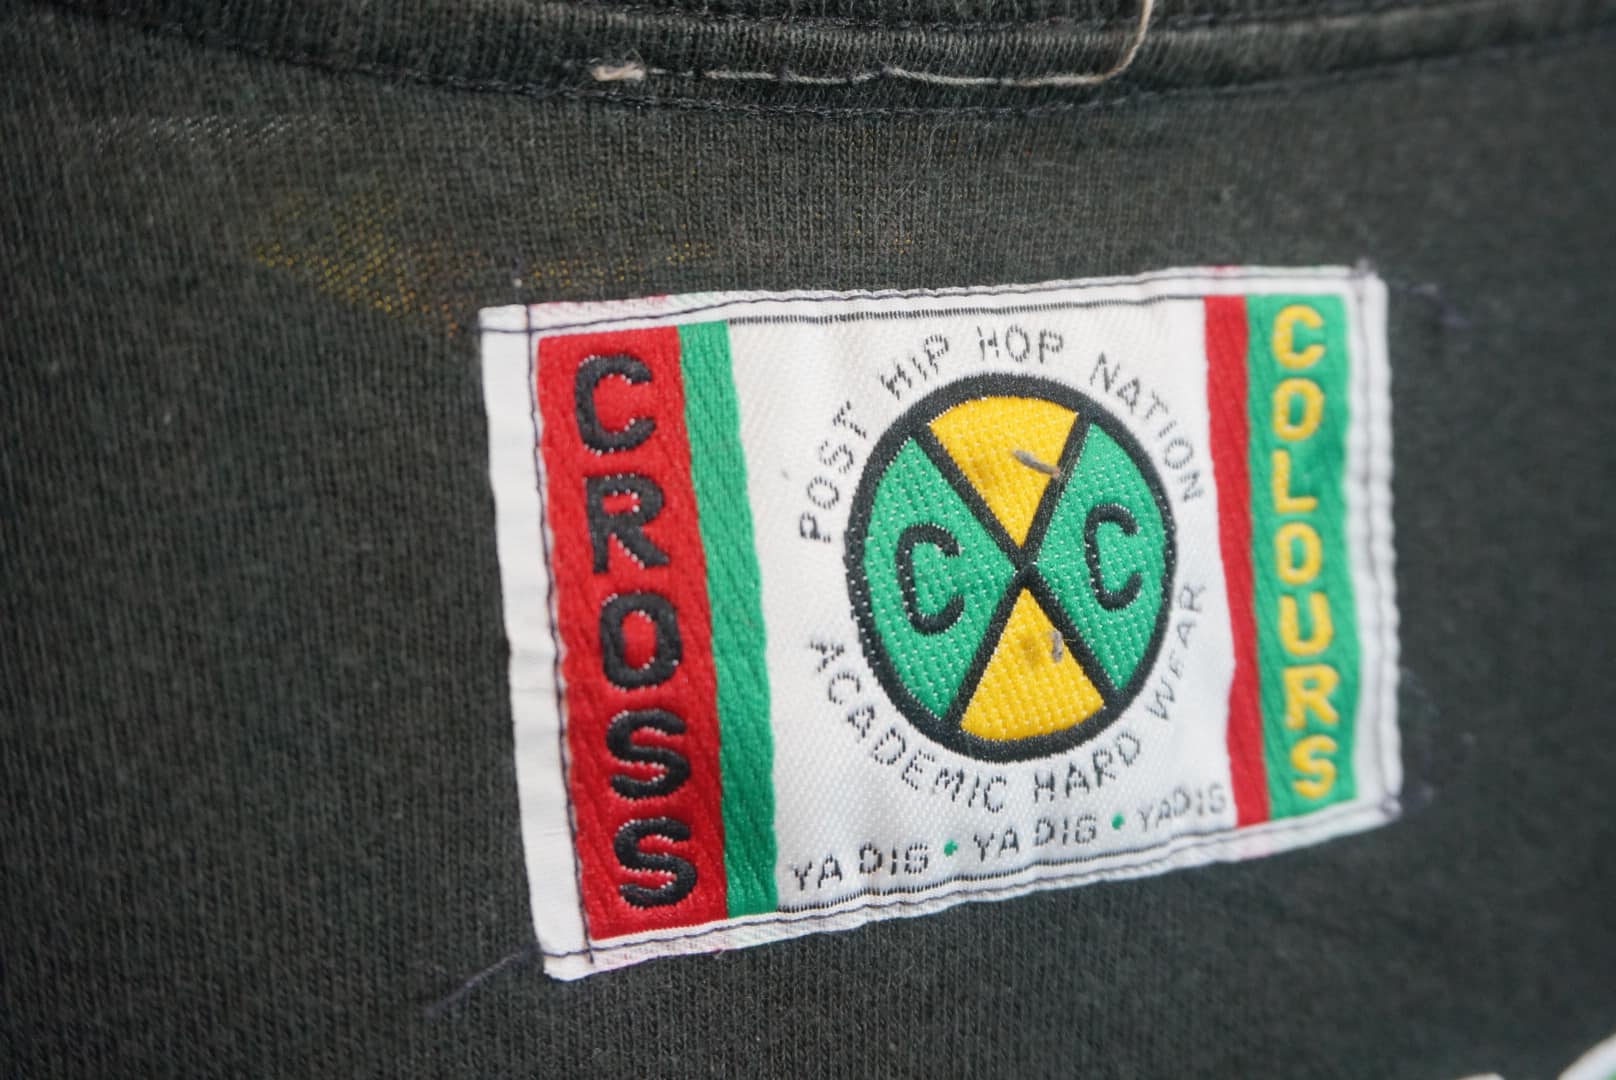 CROSS
POST HIP HOP NATION
C C
ACADEMIC HARD WEAR
YA DIG • YA DIG • YA DIG
COLOURS